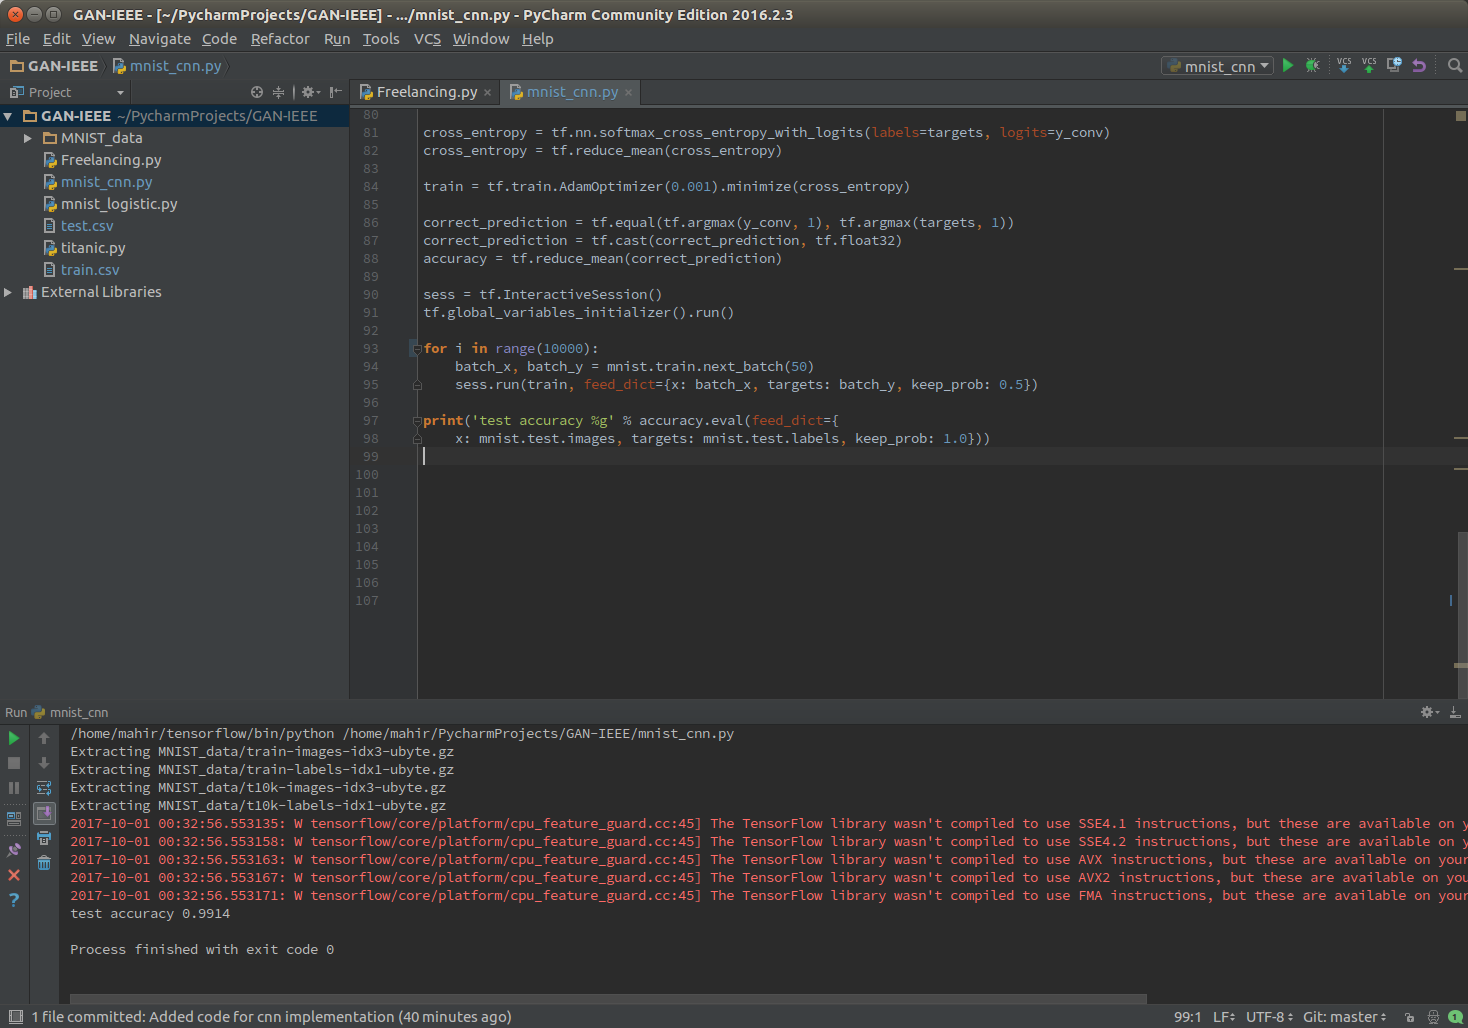 GAN-IEEE - [~/PycharmProjects/GAN-IEEE] - .../mnist_cnn.py - PyCharm Community Edition 2016.2.3
File Edit View Navigate Code Refactor Run Tools VCS Window Help
GAN-IEEE mnist_cnn.py
mnist_cnn VCS VCS
Project
Freelancing.py mnist_cnn.py
GAN-IEEE ~/PycharmProjects/GAN-IEEE
MNIST_data
Freelancing.py
mnist_cnn.py
mnist_logistic.py
test.csv
titanic.py
train.csv
External Libraries
80
81 cross_entropy = tf.nn.softmax_cross_entropy_with_logits(labels=targets, logits=y_conv)
82 cross_entropy = tf.reduce_mean(cross_entropy)
83
84 train = tf.train.AdamOptimizer(0.001).minimize(cross_entropy)
85
86 correct_prediction = tf.equal(tf.argmax(y_conv, 1), tf.argmax(targets, 1))
87 correct_prediction = tf.cast(correct_prediction, tf.float32)
88 accuracy = tf.reduce_mean(correct_prediction)
89
90 sess = tf.InteractiveSession()
91 tf.global_variables_initializer().run()
92
93 for i in range(10000):
94 batch_x, batch_y = mnist.train.next_batch(50)
95 sess.run(train, feed_dict={x: batch_x, targets: batch_y, keep_prob: 0.5})
96
97 print('test accuracy %g' % accuracy.eval(feed_dict={
98 x: mnist.test.images, targets: mnist.test.labels, keep_prob: 1.0}))
99
100
101
102
103
104
105
106
107
Run mnist_cnn
/home/mahir/tensorflow/bin/python /home/mahir/PycharmProjects/GAN-IEEE/mnist_cnn.py
Extracting MNIST_data/train-images-idx3-ubyte.gz
Extracting MNIST_data/train-labels-idx1-ubyte.gz
Extracting MNIST_data/t10k-images-idx3-ubyte.gz
Extracting MNIST_data/t10k-labels-idx1-ubyte.gz
2017-10-01 00:32:56.553135: W tensorflow/core/platform/cpu_feature_guard.cc:45] The TensorFlow library wasn't compiled to use SSE4.1 instructions, but these are available on y
2017-10-01 00:32:56.553158: W tensorflow/core/platform/cpu_feature_guard.cc:45] The TensorFlow library wasn't compiled to use SSE4.2 instructions, but these are available on y
2017-10-01 00:32:56.553163: W tensorflow/core/platform/cpu_feature_guard.cc:45] The TensorFlow library wasn't compiled to use AVX instructions, but these are available on your
2017-10-01 00:32:56.553167: W tensorflow/core/platform/cpu_feature_guard.cc:45] The TensorFlow library wasn't compiled to use AVX2 instructions, but these are available on you
2017-10-01 00:32:56.553171: W tensorflow/core/platform/cpu_feature_guard.cc:45] The TensorFlow library wasn't compiled to use FMA instructions, but these are available on your
test accuracy 0.9914
Process finished with exit code 0
1 file committed: Added code for cnn implementation (40 minutes ago) 99:1 LF UTF-8 Git: master 1